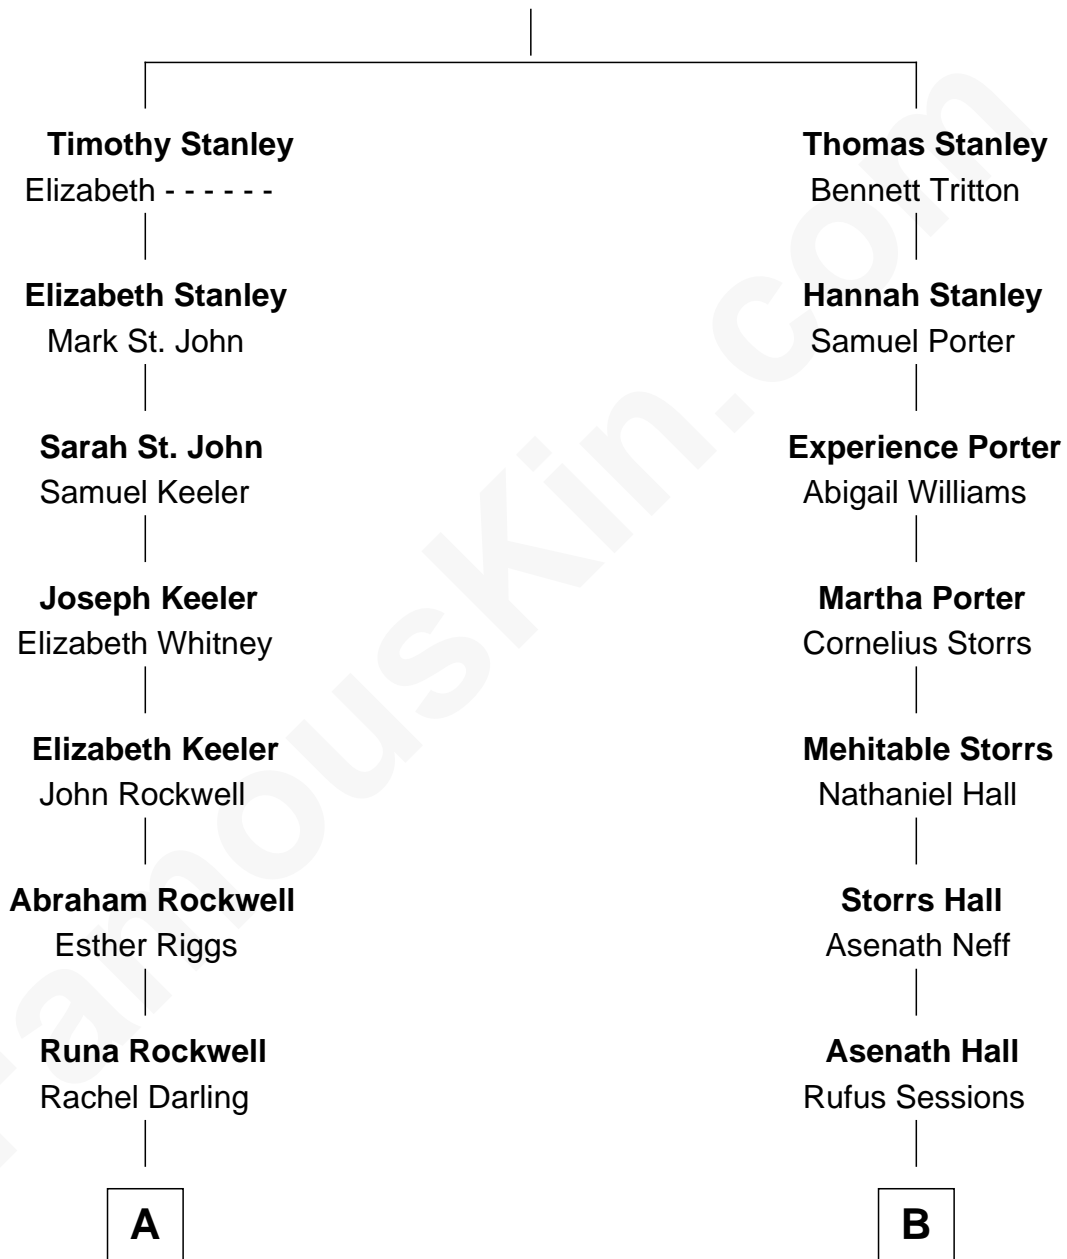 Timothy Stanley
Elizabeth - - - - - -
Elizabeth Stanley
Mark St. John
Sarah St. John
Samuel Keeler
Joseph Keeler
Elizabeth Whitney
Elizabeth Keeler
John Rockwell
Abraham Rockwell
Esther Riggs
Runa Rockwell
Rachel Darling
A
Thomas Stanley
Bennett Tritton
Hannah Stanley
Samuel Porter
Experience Porter
Abigail Williams
Martha Porter
Cornelius Storrs
Mehitable Storrs
Nathaniel Hall
Storrs Hall
Asenath Neff
Asenath Hall
Rufus Sessions
B
FamousKin.com